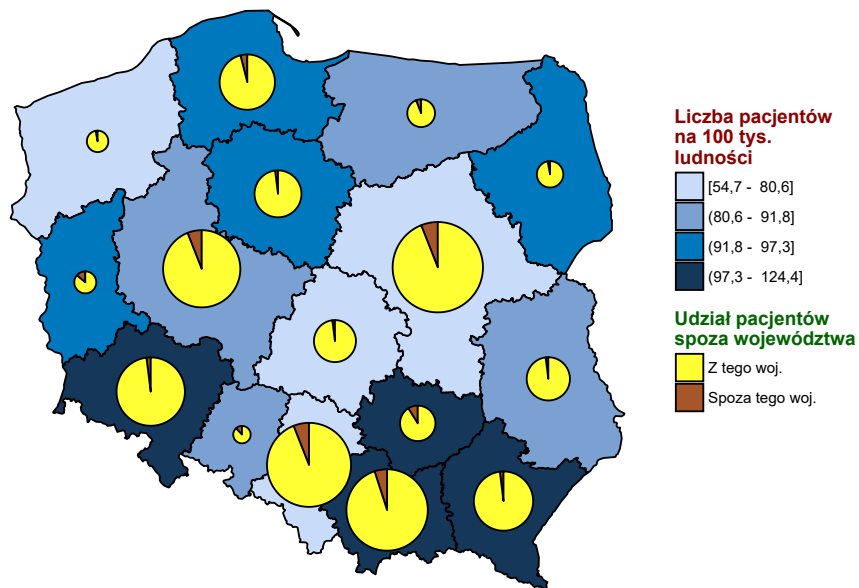 Liczba pacjentów
na 100 tys.
ludności
[54,7 - 80,6]
(80,6 - 91,8]
(91,8 - 97,3]
(97,3 - 124,4]
Udział pacjentów
spoza województwa
Z tego woj.
Spoza tego woj.